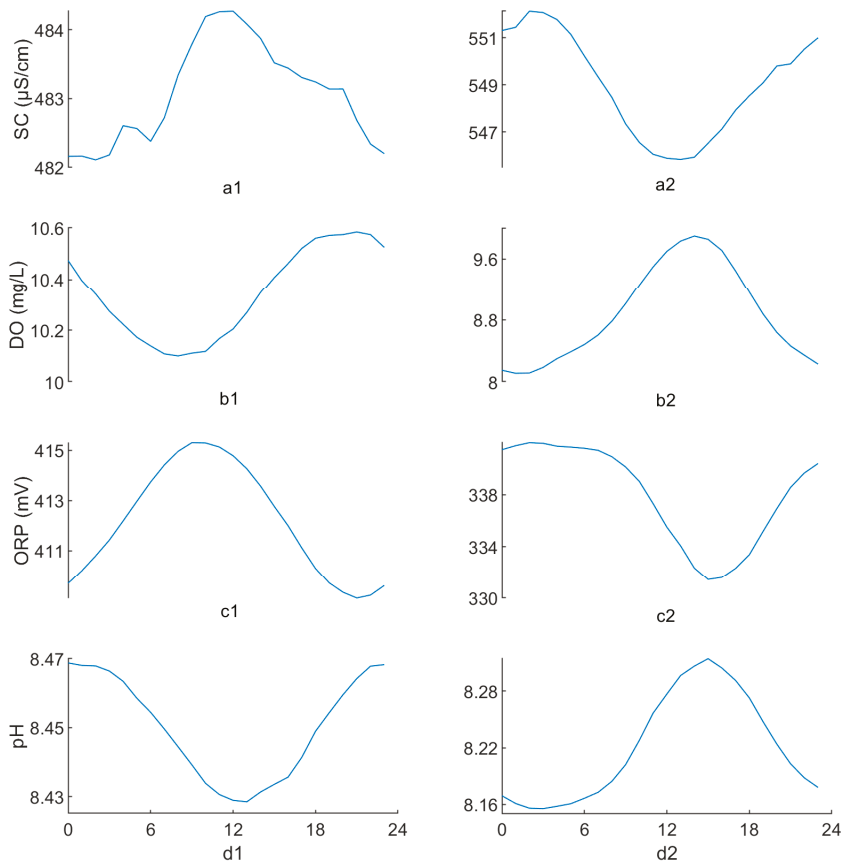 SC (µS/cm)
484
483
482
a1
551
549
547
a2
DO (mg/L)
10.6
10.4
10.2
10
b1
9.6
8.8
8
b2
ORP (mV)
415
413
411
c1
338
334
330
c2
pH
8.47
8.45
8.43
0 6 12 18 24
d1
8.28
8.22
8.16
0 6 12 18 24
d2